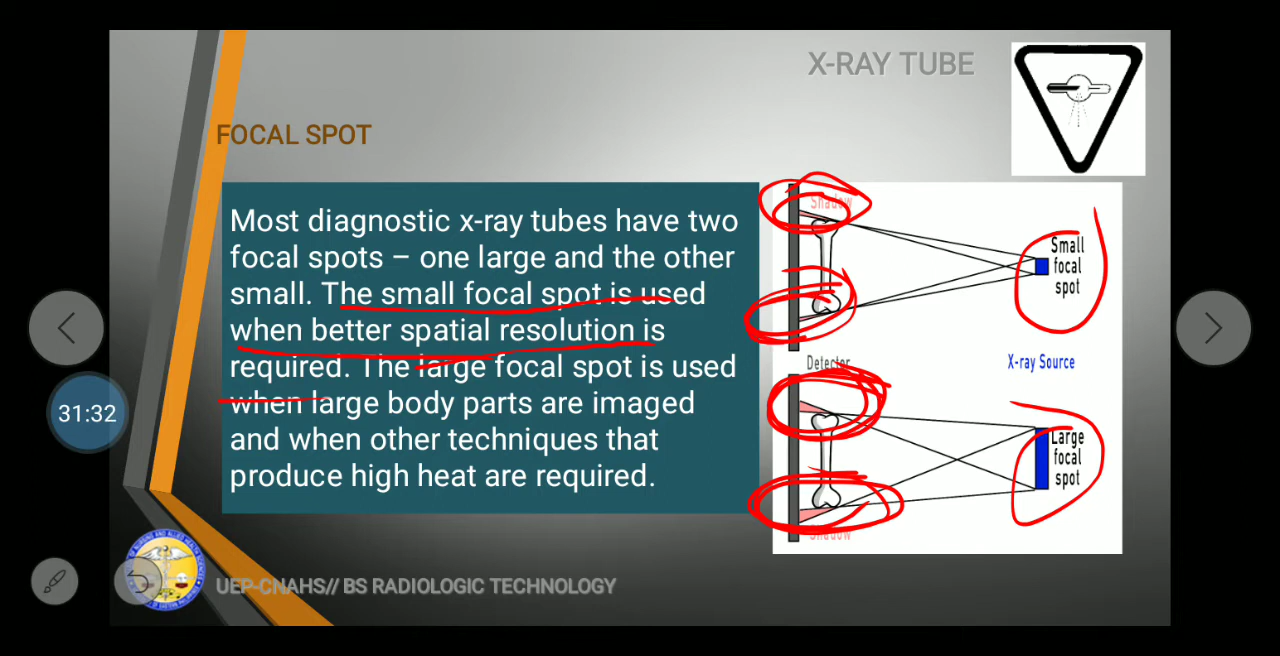 X-RAY TUBE
FOCAL SPOT
Most diagnostic x-ray tubes have two
focal spots – one large and the other
small. The small focal spot is used
when better spatial resolution is
required. The large focal spot is used
when large body parts are imaged
and when other techniques that
produce high heat are required.
Shadow
Small
focal
spot
Detector
X-ray Source
Large
focal
spot
Shadow
31:32
UEP-CNAHS// BS RADIOLOGIC TECHNOLOGY